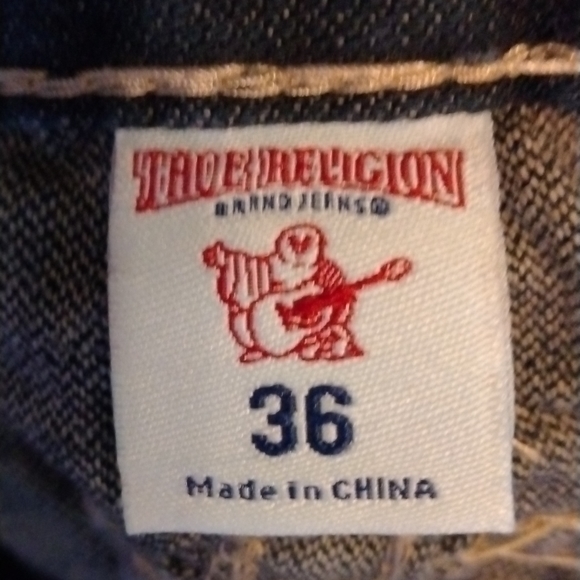 TRUE RELIGION
BRAND JEANS®
36
Made in CHINA